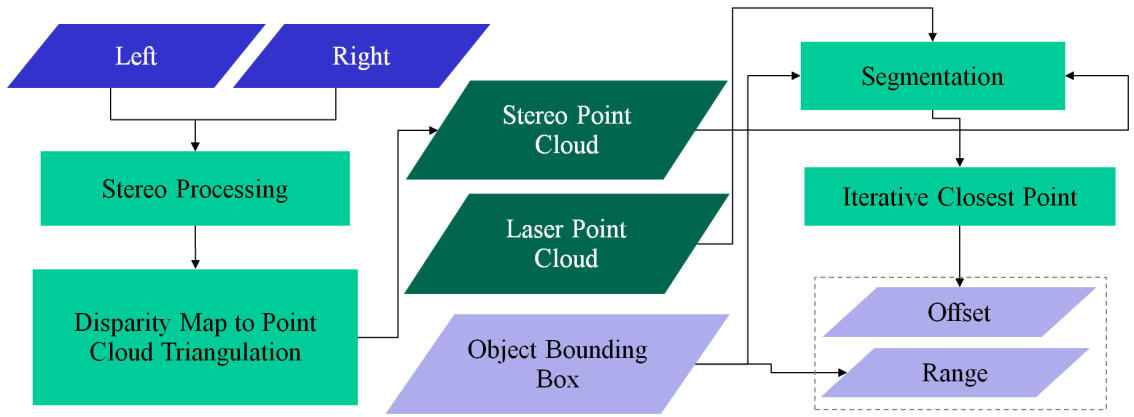 Left
Right
Stereo Processing
Disparity Map to Point
Cloud Triangulation
Stereo Point
Cloud
Laser Point
Cloud
Object Bounding
Box
Segmentation
Iterative Closest Point
Offset
Range